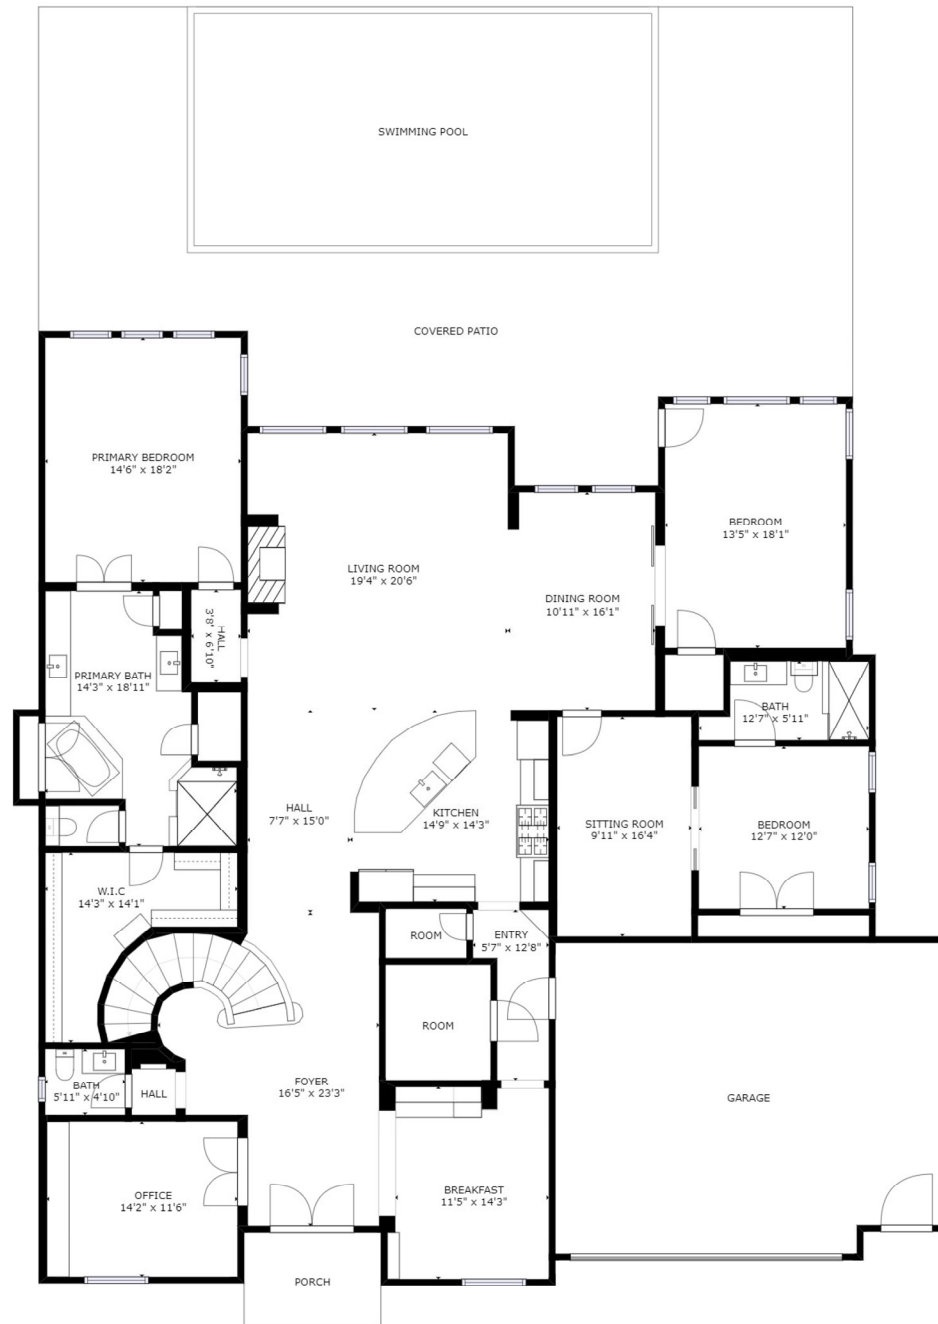 SWIMMING POOL
COVERED PATIO
PRIMARY BEDROOM
14'6" x 18'2"
BEDROOM
13'5" x 18'1"
LIVING ROOM
19'4" x 20'6"
DINING ROOM
10'11" x 16'1"
HALL
3'8" x 6'10"
PRIMARY BATH
14'3" x 18'11"
BATH
12'7" x 5'11"
HALL
7'7" x 15'0"
KITCHEN
14'9" x 14'3"
SITTING ROOM
9'11" x 16'4"
BEDROOM
12'7" x 12'0"
W.I.C
14'3" x 14'1"
ROOM
ENTRY
5'7" x 12'8"
ROOM
FOYER
16'5" x 23'3"
BATH
5'11" x 4'10"
HALL
GARAGE
OFFICE
14'2" x 11'6"
BREAKFAST
11'5" x 14'3"
PORCH